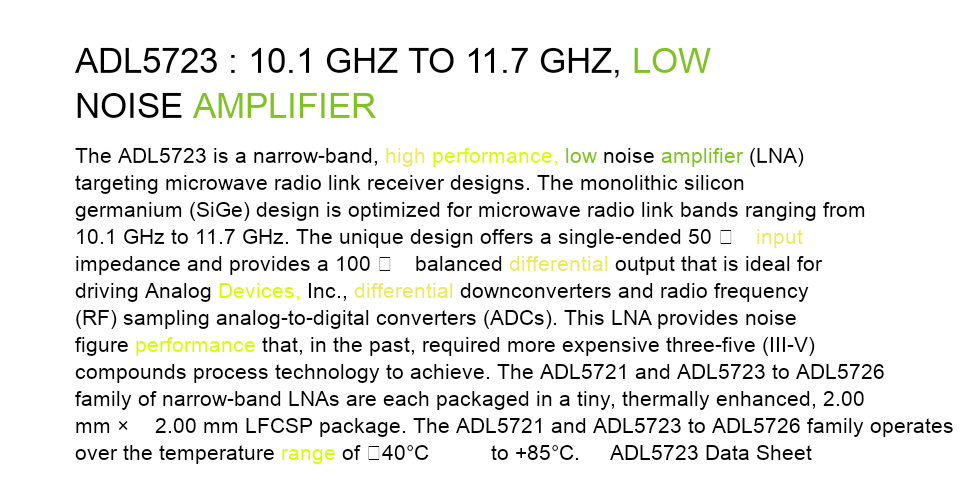 ADL5723 : 10.1 GHZ TO 11.7 GHZ, LOW
NOISE AMPLIFIER
The ADL5723 is a narrow-band, high performance, low noise amplifier (LNA)
targeting microwave radio link receiver designs. The monolithic silicon
germanium (SiGe) design is optimized for microwave radio link bands ranging from
10.1 GHz to 11.7 GHz. The unique design offers a single-ended 50 □ input
impedance and provides a 100 □ balanced differential output that is ideal for
driving Analog Devices, Inc., differential downconverters and radio frequency
(RF) sampling analog-to-digital converters (ADCs). This LNA provides noise
figure performance that, in the past, required more expensive three-five (III-V)
compounds process technology to achieve. The ADL5721 and ADL5723 to ADL5726
family of narrow-band LNAs are each packaged in a tiny, thermally enhanced, 2.00
mm × 2.00 mm LFCSP package. The ADL5721 and ADL5723 to ADL5726 family operates
over the temperature range of □40°C to +85°C. ADL5723 Data Sheet